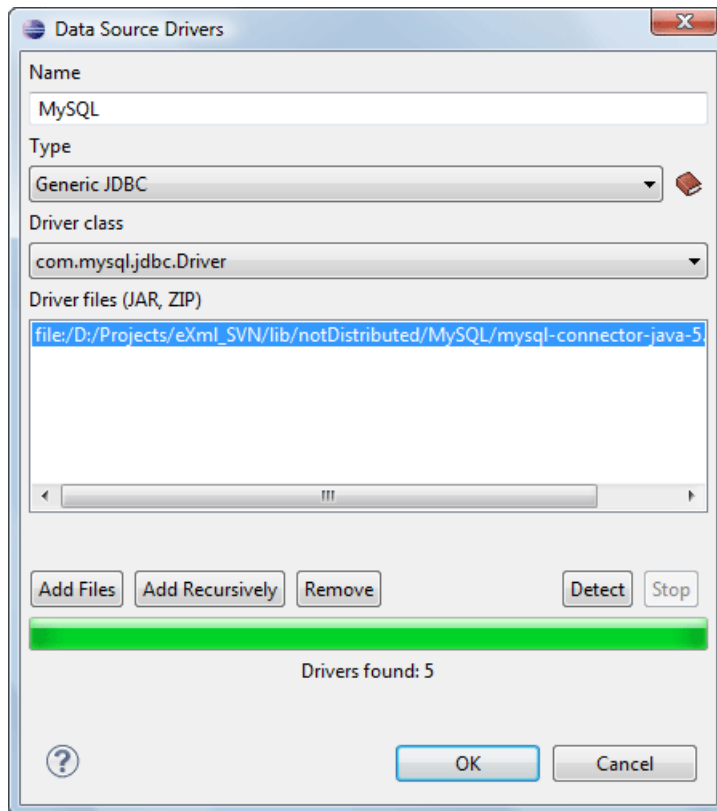 Data Source Drivers
Name
MySQL
Type
Generic JDBC
Driver class
com.mysql.jdbc.Driver
Driver files (JAR, ZIP)
file:/D:/Projects/eXml_SVN/lib/notDistributed/MySQL/mysql-connector-java-5.
Add Files Add Recursively Remove Detect Stop
Drivers found: 5
? OK Cancel